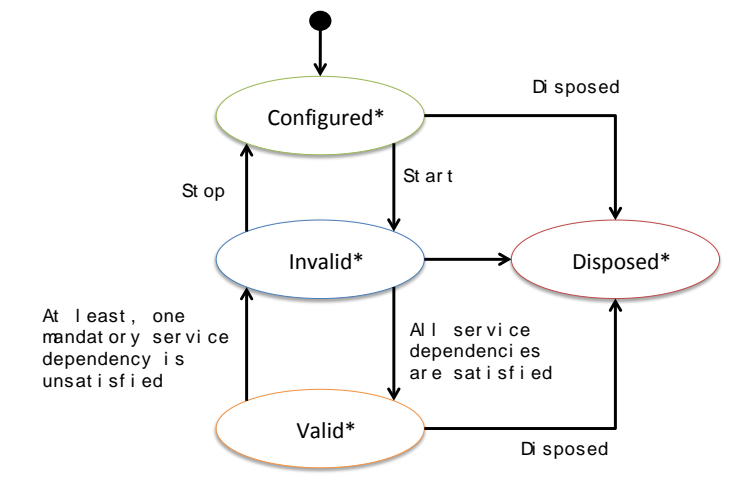 Disposed
Configured*
Stop
Start
Invalid*
Disposed*
At least, one
mandatory service
dependency is
unsatisfied
All service
dependencies
are satisfied
Valid*
Disposed